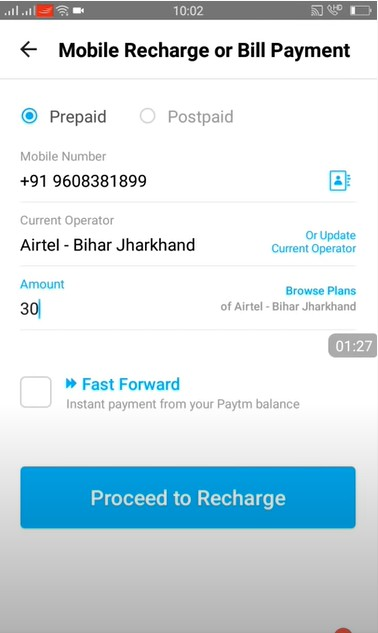 10:02
Mobile Recharge or Bill Payment
Prepaid
Postpaid
Mobile Number
+91 9608381899
Current Operator
Airtel - Bihar Jharkhand
Or Update
Current Operator
Amount
30
Browse Plans
of Airtel - Bihar Jharkhand
01:27
Fast Forward
Instant payment from your Paytm balance
Proceed to Recharge